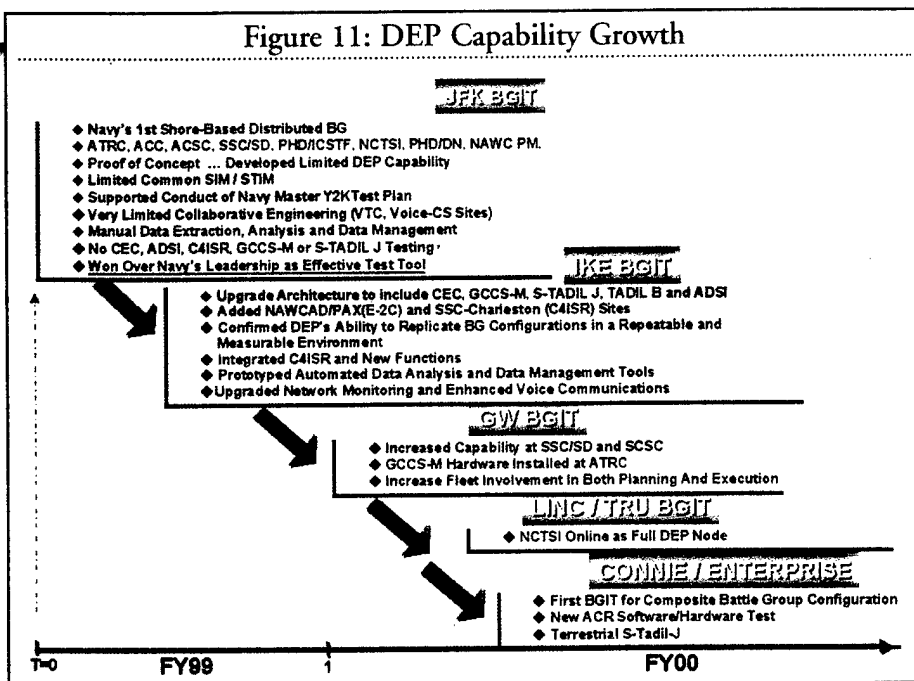 Figure 11: DEP Capability Growth
JFK BGIT
◆ Navy's 1st Shore-Based Distributed BG
◆ ATRC, ACC, ACSC, SSC/SD, PHD/ICSTF, NCTSI, PHD/DN, NAWC PM.
◆ Proof of Concept ... Developed Limited DEP Capability
◆ Limited Common SIM / STIM
◆ Supported Conduct of Navy Master Y2KTest Plan
◆ Very Limited Collaborative Engineering (VTC, Voice-CS Sites)
◆ Manual Data Extraction, Analysis and Data Management
◆ No CEC, ADSI, C4ISR, GCCS-M or S-TADIL J Testing
◆ Won Over Navy's Leadership as Effective Test Tool
IKE BGIT
◆ Upgrade Architecture to include CEC, GCCS-M, S-TADIL J, TADIL B and ADSI
◆ Added NAWCAD/PAX(E-2C) and SSC-Charleston (C4ISR) Sites
◆ Confirmed DEP's Ability to Replicate BG Configurations in a Repeatable and
Measurable Environment
◆ Integrated C4ISR and New Functions
◆ Prototyped Automated Data Analysis and Data Management Tools
◆ Upgraded Network Monitoring and Enhanced Voice Communications
GW BGIT
◆ Increased Capability at SSC/SD and SCSC
◆ GCCS-M Hardware Installed at ATRC
◆ Increase Fleet Involvement In Both Planning And Execution
LINC / TRU BGIT
◆ NCTSI Online as Full DEP Node
CONNIE / ENTERPRISE
◆ First BGIT for Composite Battle Group Configuration
◆ New ACR Software/Hardware Test
◆ Terrestrial S-Tadil-J
T=0 FY99 1 FY00